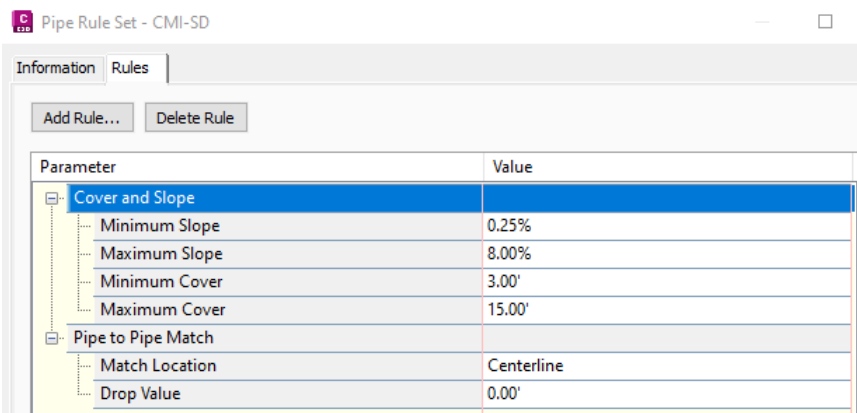 C
C3D
Pipe Rule Set - CMI-SD
Information Rules
Add Rule... Delete Rule
Parameter Value
Cover and Slope
Minimum Slope 0.25%
Maximum Slope 8.00%
Minimum Cover 3.00'
Maximum Cover 15.00'
Pipe to Pipe Match
Match Location Centerline
Drop Value 0.00'